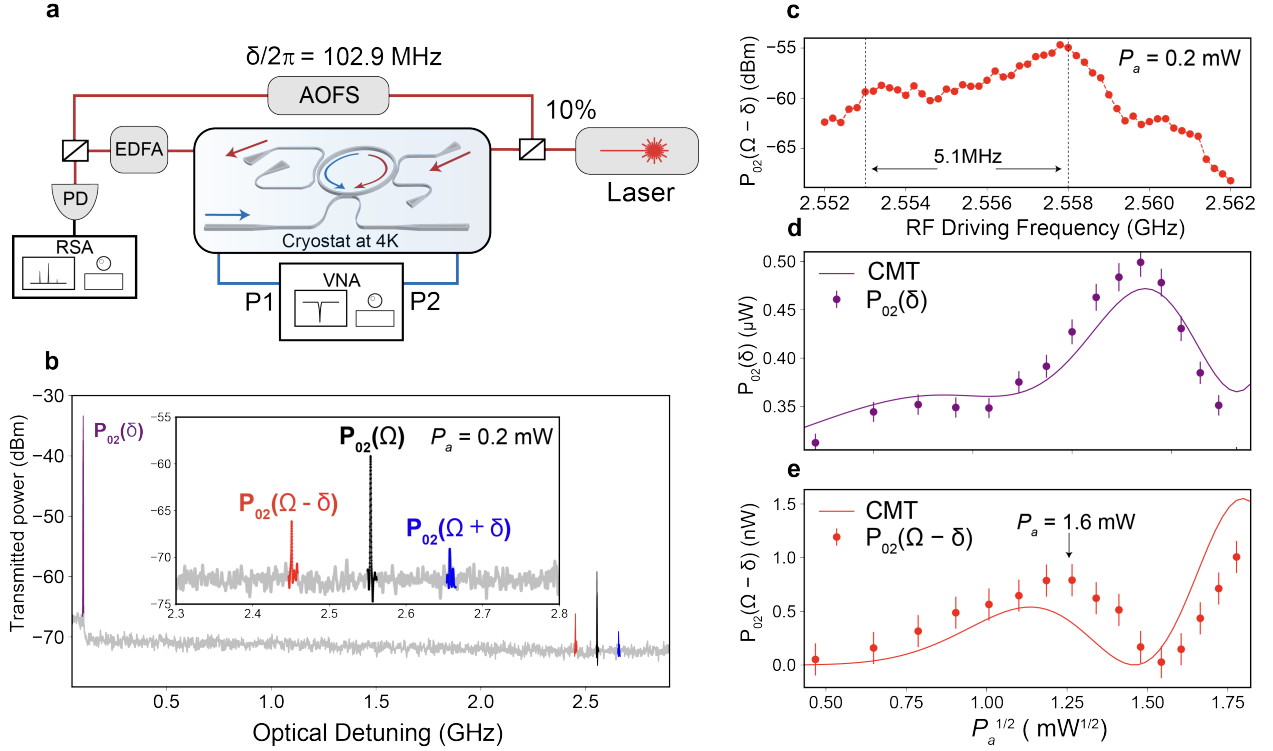 a
δ/2π = 102.9 MHz
AOFS
10%
EDFA
Laser
PD
RSA
Cryostat at 4K
P1
VNA
P2
b
Transmitted power (dBm)
−30
−40
−50
−60
−70
P02(δ)
−55
−60
−65
−70
−75
P02(Ω)
Pa = 0.2 mW
P02(Ω - δ)
P02(Ω + δ)
2.3
2.4
2.5
2.6
2.7
2.8
0.5
1.0
1.5
2.0
2.5
Optical Detuning (GHz)
c
P02(Ω − δ) (dBm)
−55
−60
−65
Pa = 0.2 mW
5.1MHz
2.552
2.554
2.556
2.558
2.560
2.562
RF Driving Frequency (GHz)
d
P02(δ) (μW)
0.50
0.45
0.40
0.35
CMT
P02(δ)
e
P02(Ω − δ) (nW)
1.5
1.0
0.5
0.0
CMT
P02(Ω − δ)
Pa = 1.6 mW
0.50
0.75
1.00
1.25
1.50
1.75
Pa1/2 ( mW1/2)